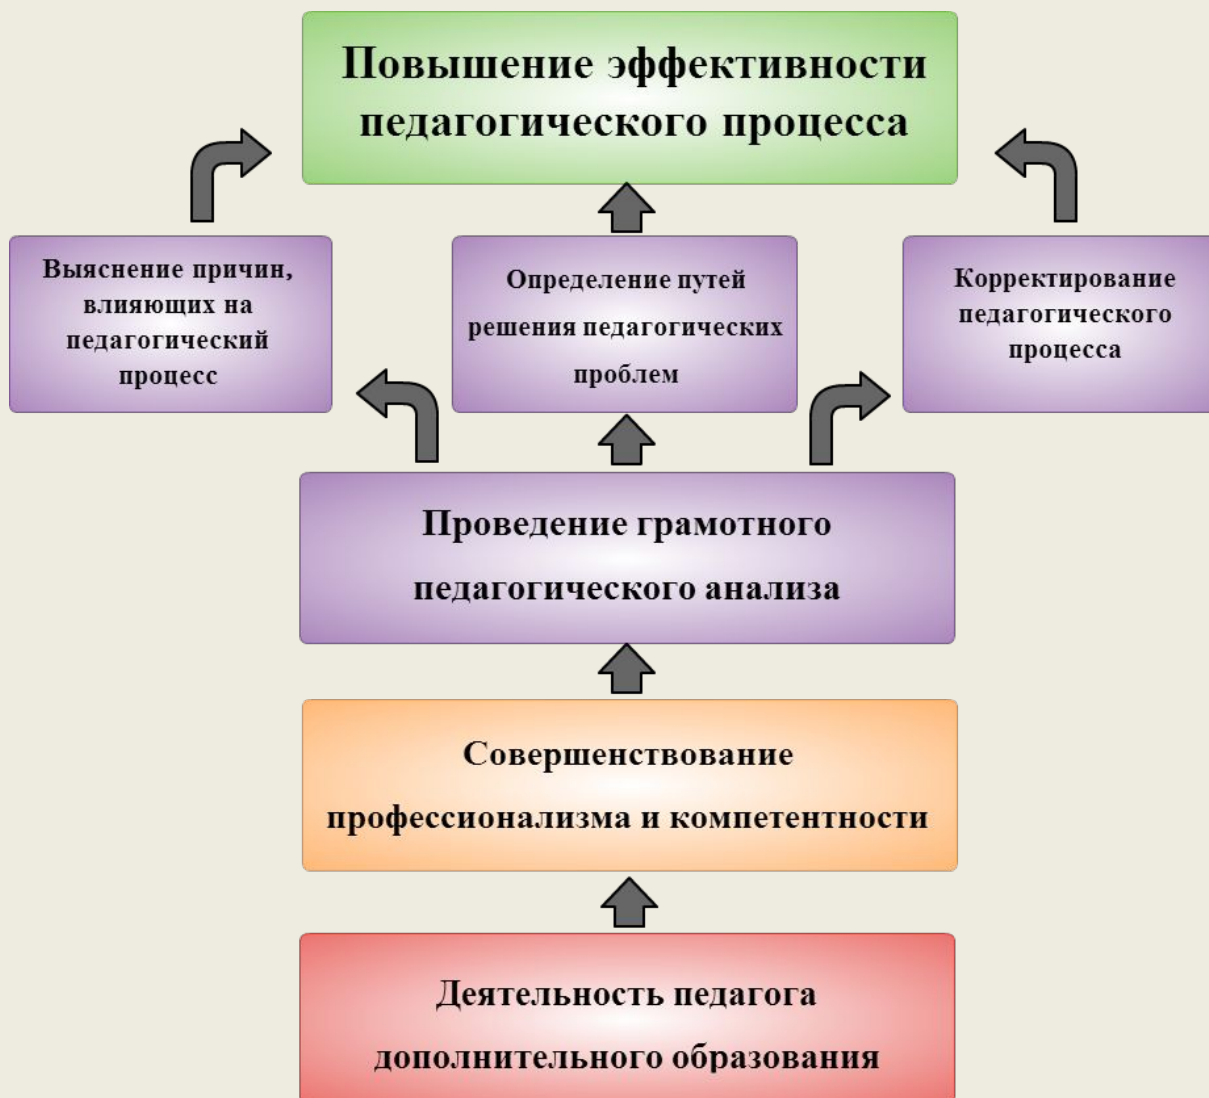 Повышение эффективности
педагогического процесса
Выяснение причин,
влияющих на
педагогический
процесс
Определение путей
решения педагогических
проблем
Корректирование
педагогического
процесса
Проведение грамотного
педагогического анализа
Совершенствование
профессионализма и компетентности
Деятельность педагога
дополнительного образования